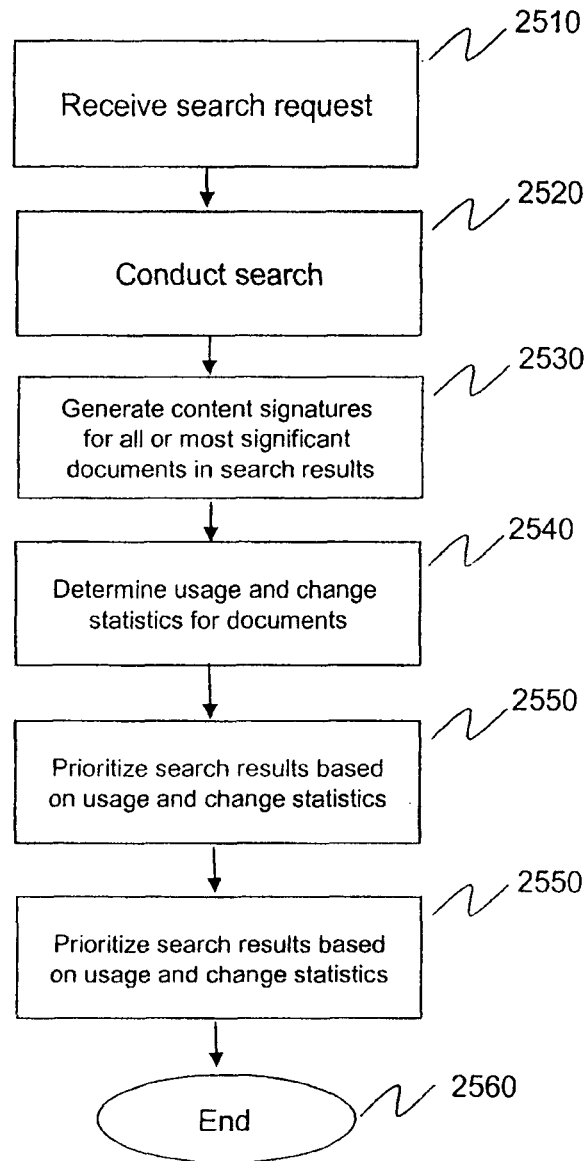 2510
Receive search request
2520
Conduct search
2530
Generate content signatures
for all or most significant
documents in search results
2540
Determine usage and change
statistics for documents
2550
Prioritize search results based
on usage and change statistics
2550
Prioritize search results based
on usage and change statistics
2560
End